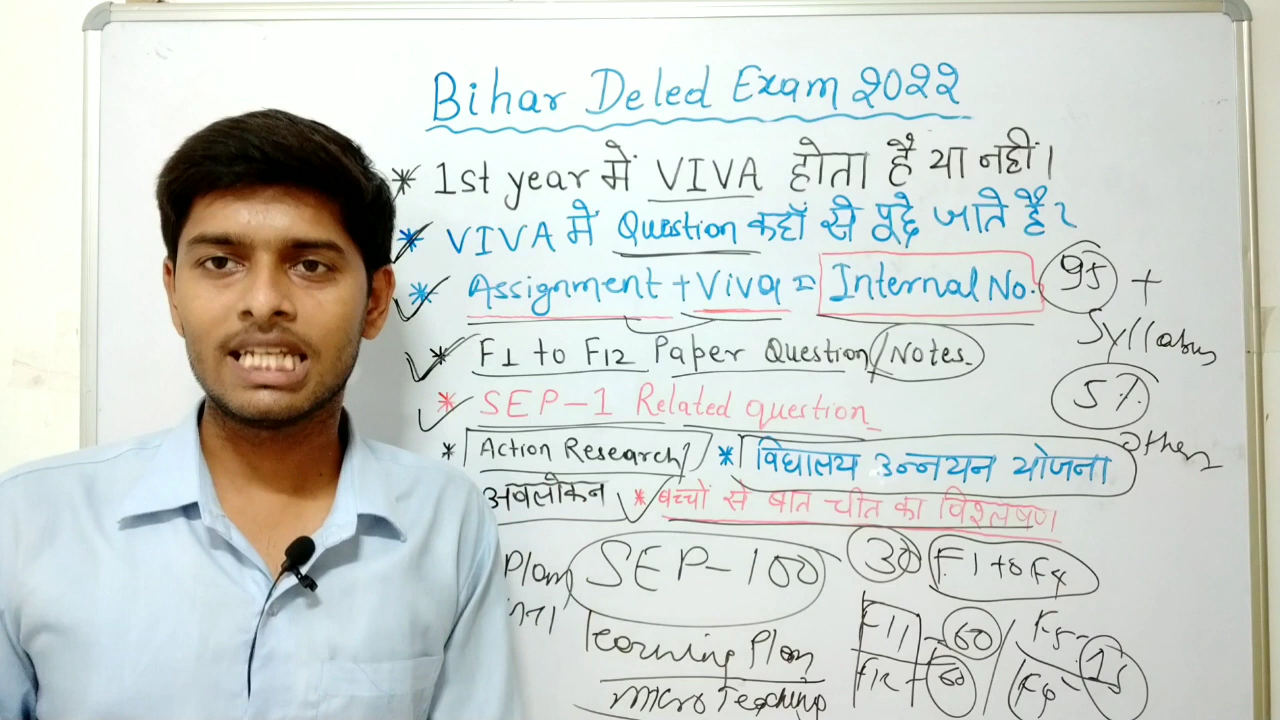 Bihar Deled Exam 2022
* 1st year में VIVA होता है या नहीं।
* VIVA में Question कहाँ से पूछे जाते हैं?
* Assignment + Viva = Internal No. 95 +
Syllabus
* F1 to F12 Paper Question/Notes.
5%
* SEP-1 Related question
Other
* Action Research? * विद्यालय उन्नयन योजना
अवलोकन * बच्चों से बात चीत का विश्लेषण
Plan SEP-100 30 F1 to F4
Learning Plan F11 - 60 / F5 - 15
Micro Teaching F12 - 60